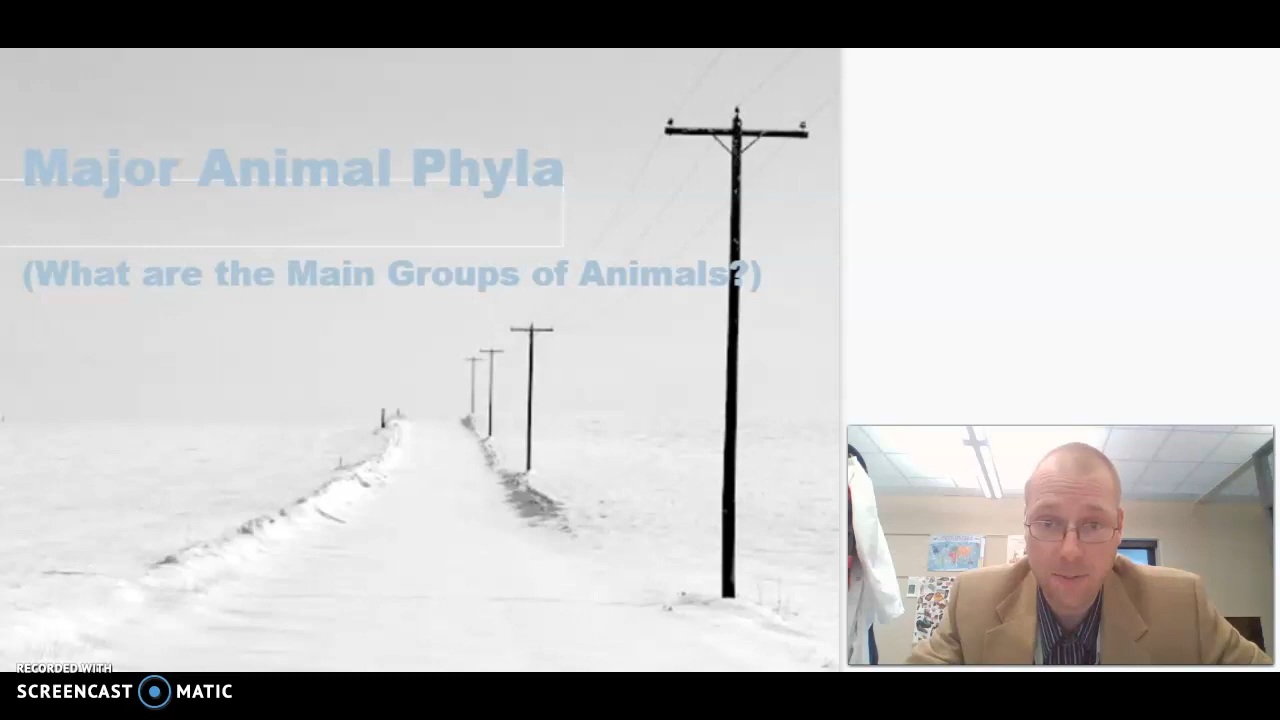 Major Animal Phyla
(What are the Main Groups of Animals?)
RECORDED WITH
SCREENCAST MATIC